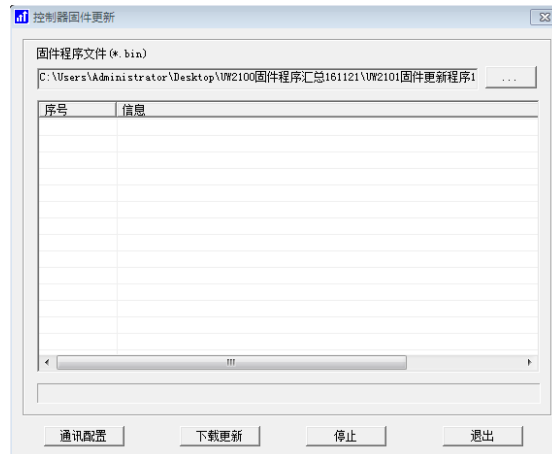 控制器固件更新
固件程序文件(*.bin)
C:\Users\Administrator\Desktop\UW2100固件程序汇总161121\UW2101固件更新程序1 ...
序号 信息
通讯配置 下载更新 停止 退出